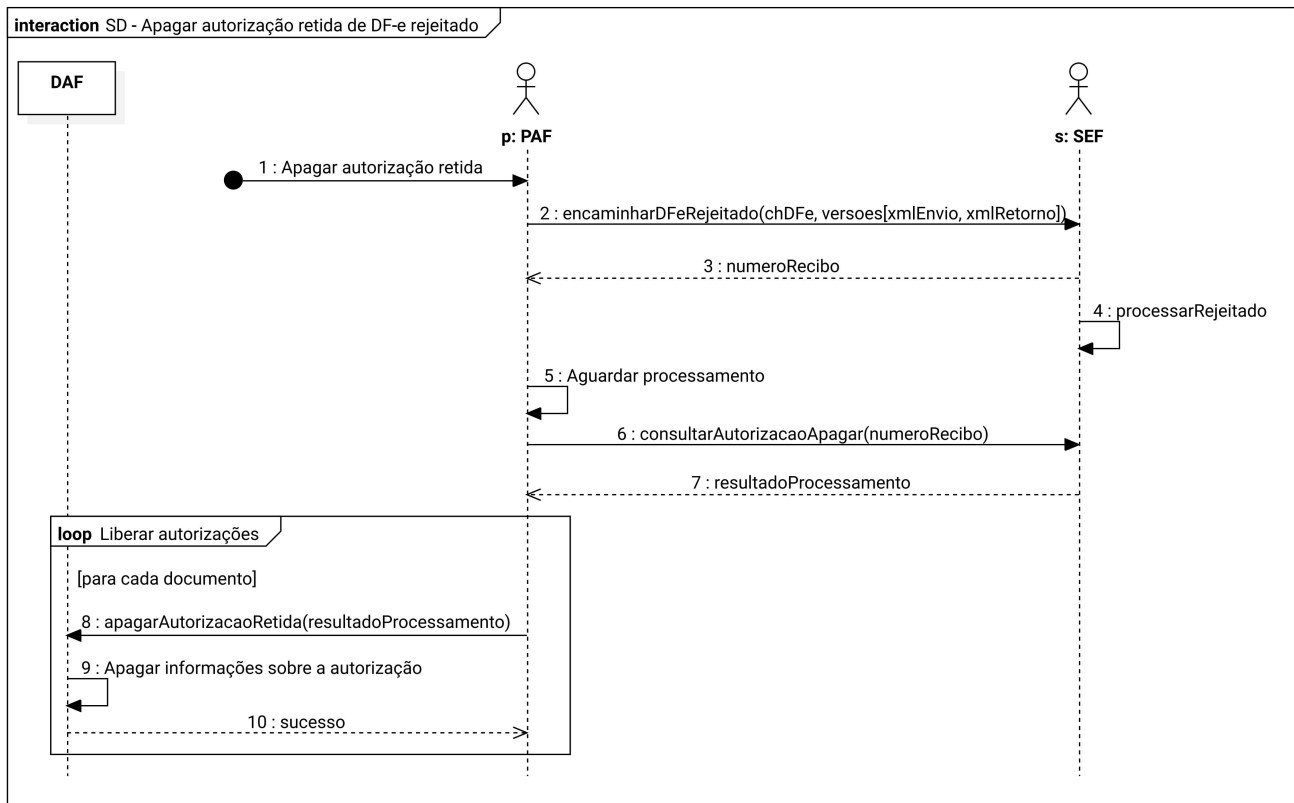 interaction SD - Apagar autorização retida de DF-e rejeitado
DAF
p: PAF
s: SEF
1 : Apagar autorização retida
2 : encaminharDFeRejeitado(chDFe, versoes[xmlEnvio, xmlRetorno])
3 : numeroRecibo
4 : processarRejeitado
5 : Aguardar processamento
6 : consultarAutorizacaoApagar(numeroRecibo)
7 : resultadoProcessamento
loop Liberar autorizações
[para cada documento]
8 : apagarAutorizacaoRetida(resultadoProcessamento)
9 : Apagar informações sobre a autorização
10 : sucesso